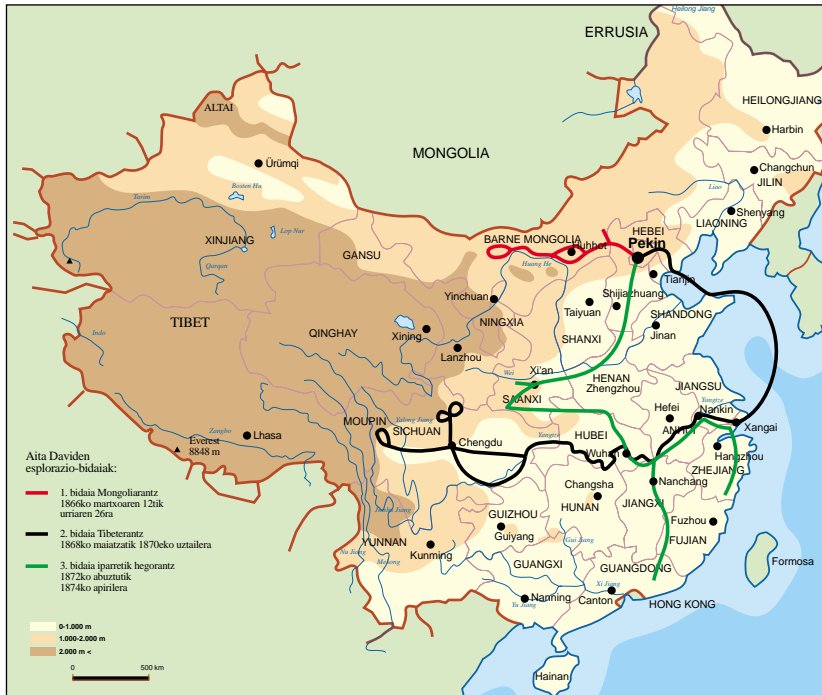 Heilong Jiang
ERRUSIA
HEILONGJIANG
ALTAI
Harbin
MONGOLIA
Ürümqi
Changchun
JILIN
Bosten Hu
Liao
Tarim
Shenyang
LIAONING
Lop Nur
HEBEI
XINJIANG
BARNE MONGOLIA
Huhhot
Pekin
GANSU
Huang He
Qarqan
Tianjin
Yinchuan
Shijiazhuang
Taiyuan
SHANDONG
TIBET
NINGXIA
QINGHAY
Xining
Jinan
Indo
SHANXI
Lanzhou
Wei
Xi'an
HENAN
Zhengzhou
JIANGSU
SAANXI
Yangtze
Hefei
Nankin
MOUPIN
Yalong Jiang
Xangai
SICHUAN
ANHUI
Zangbo
Lhasa
Yangtze
HUBEI
Everest
8848 m
Chengdu
Wuhan
Hangzhou
ZHEJIANG
Aita Daviden
esplorazio-bidaiak:
Nanchang
Changsha
1. bidaia Mongoliarantz
1866ko martxoaren 12tik
urriaren 26ra
HUNAN
JIANGXI
Jinsha Jiang
GUIZHOU
Fuzhou
2. bidaia Tibeterantz
1868ko maiatzatik 1870eko uztailera
Guiyang
Gui Jiang
FUJIAN
YUNNAN
Nu Jiang
Kunming
Mekong
3. bidaia iparretik hegorantz
1872ko abuztutik
1874ko apirilera
GUANGXI
GUANGDONG
Formosa
Xi Jiang
Nanning
Canton
Yu Jiang
HONG KONG
0-1.000 m
1.000-2.000 m
2.000 m <
0
500 km
Hainan